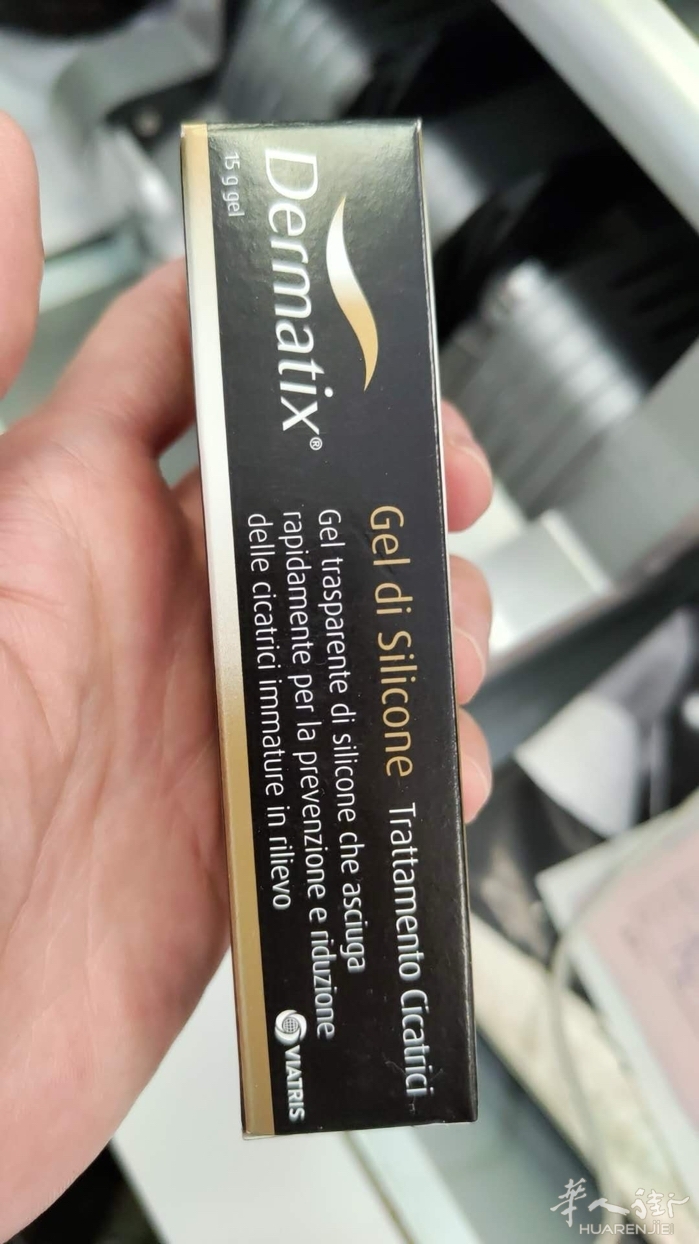 Dermatix®
15 g gel
Gel di Silicone Trattamento Cicatrici
Gel trasparente di silicone che asciuga
rapidamente per la prevenzione e riduzione
delle cicatrici immature in rilievo
VIATRIS
華人街
HUARENJIE